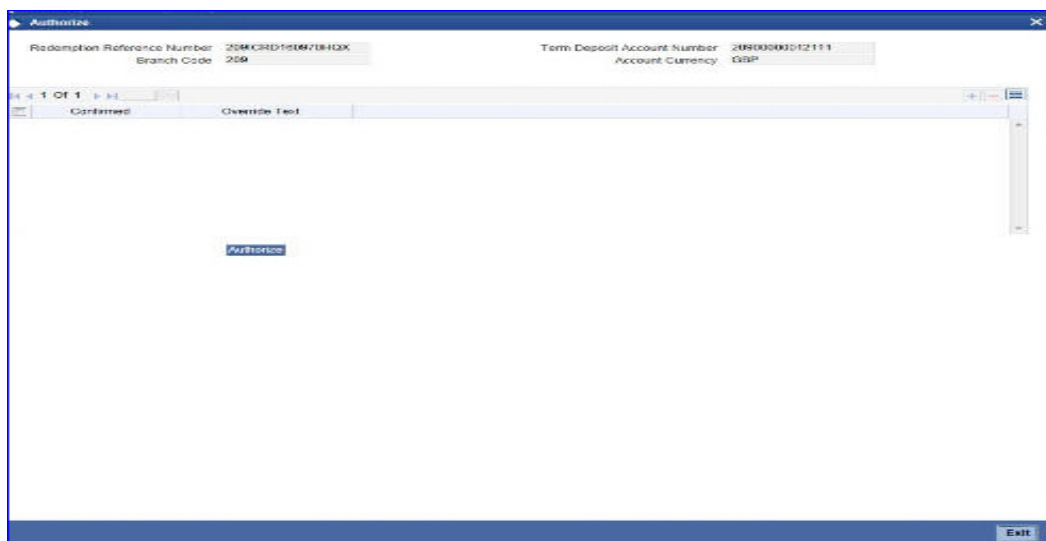 Authorize
Redemption Reference Number
Term Deposit Account Number 20900000012111
Branch Code 209
Account Currency GBP
1 Of 1
Confirmed Override Text
Authorize
Exit